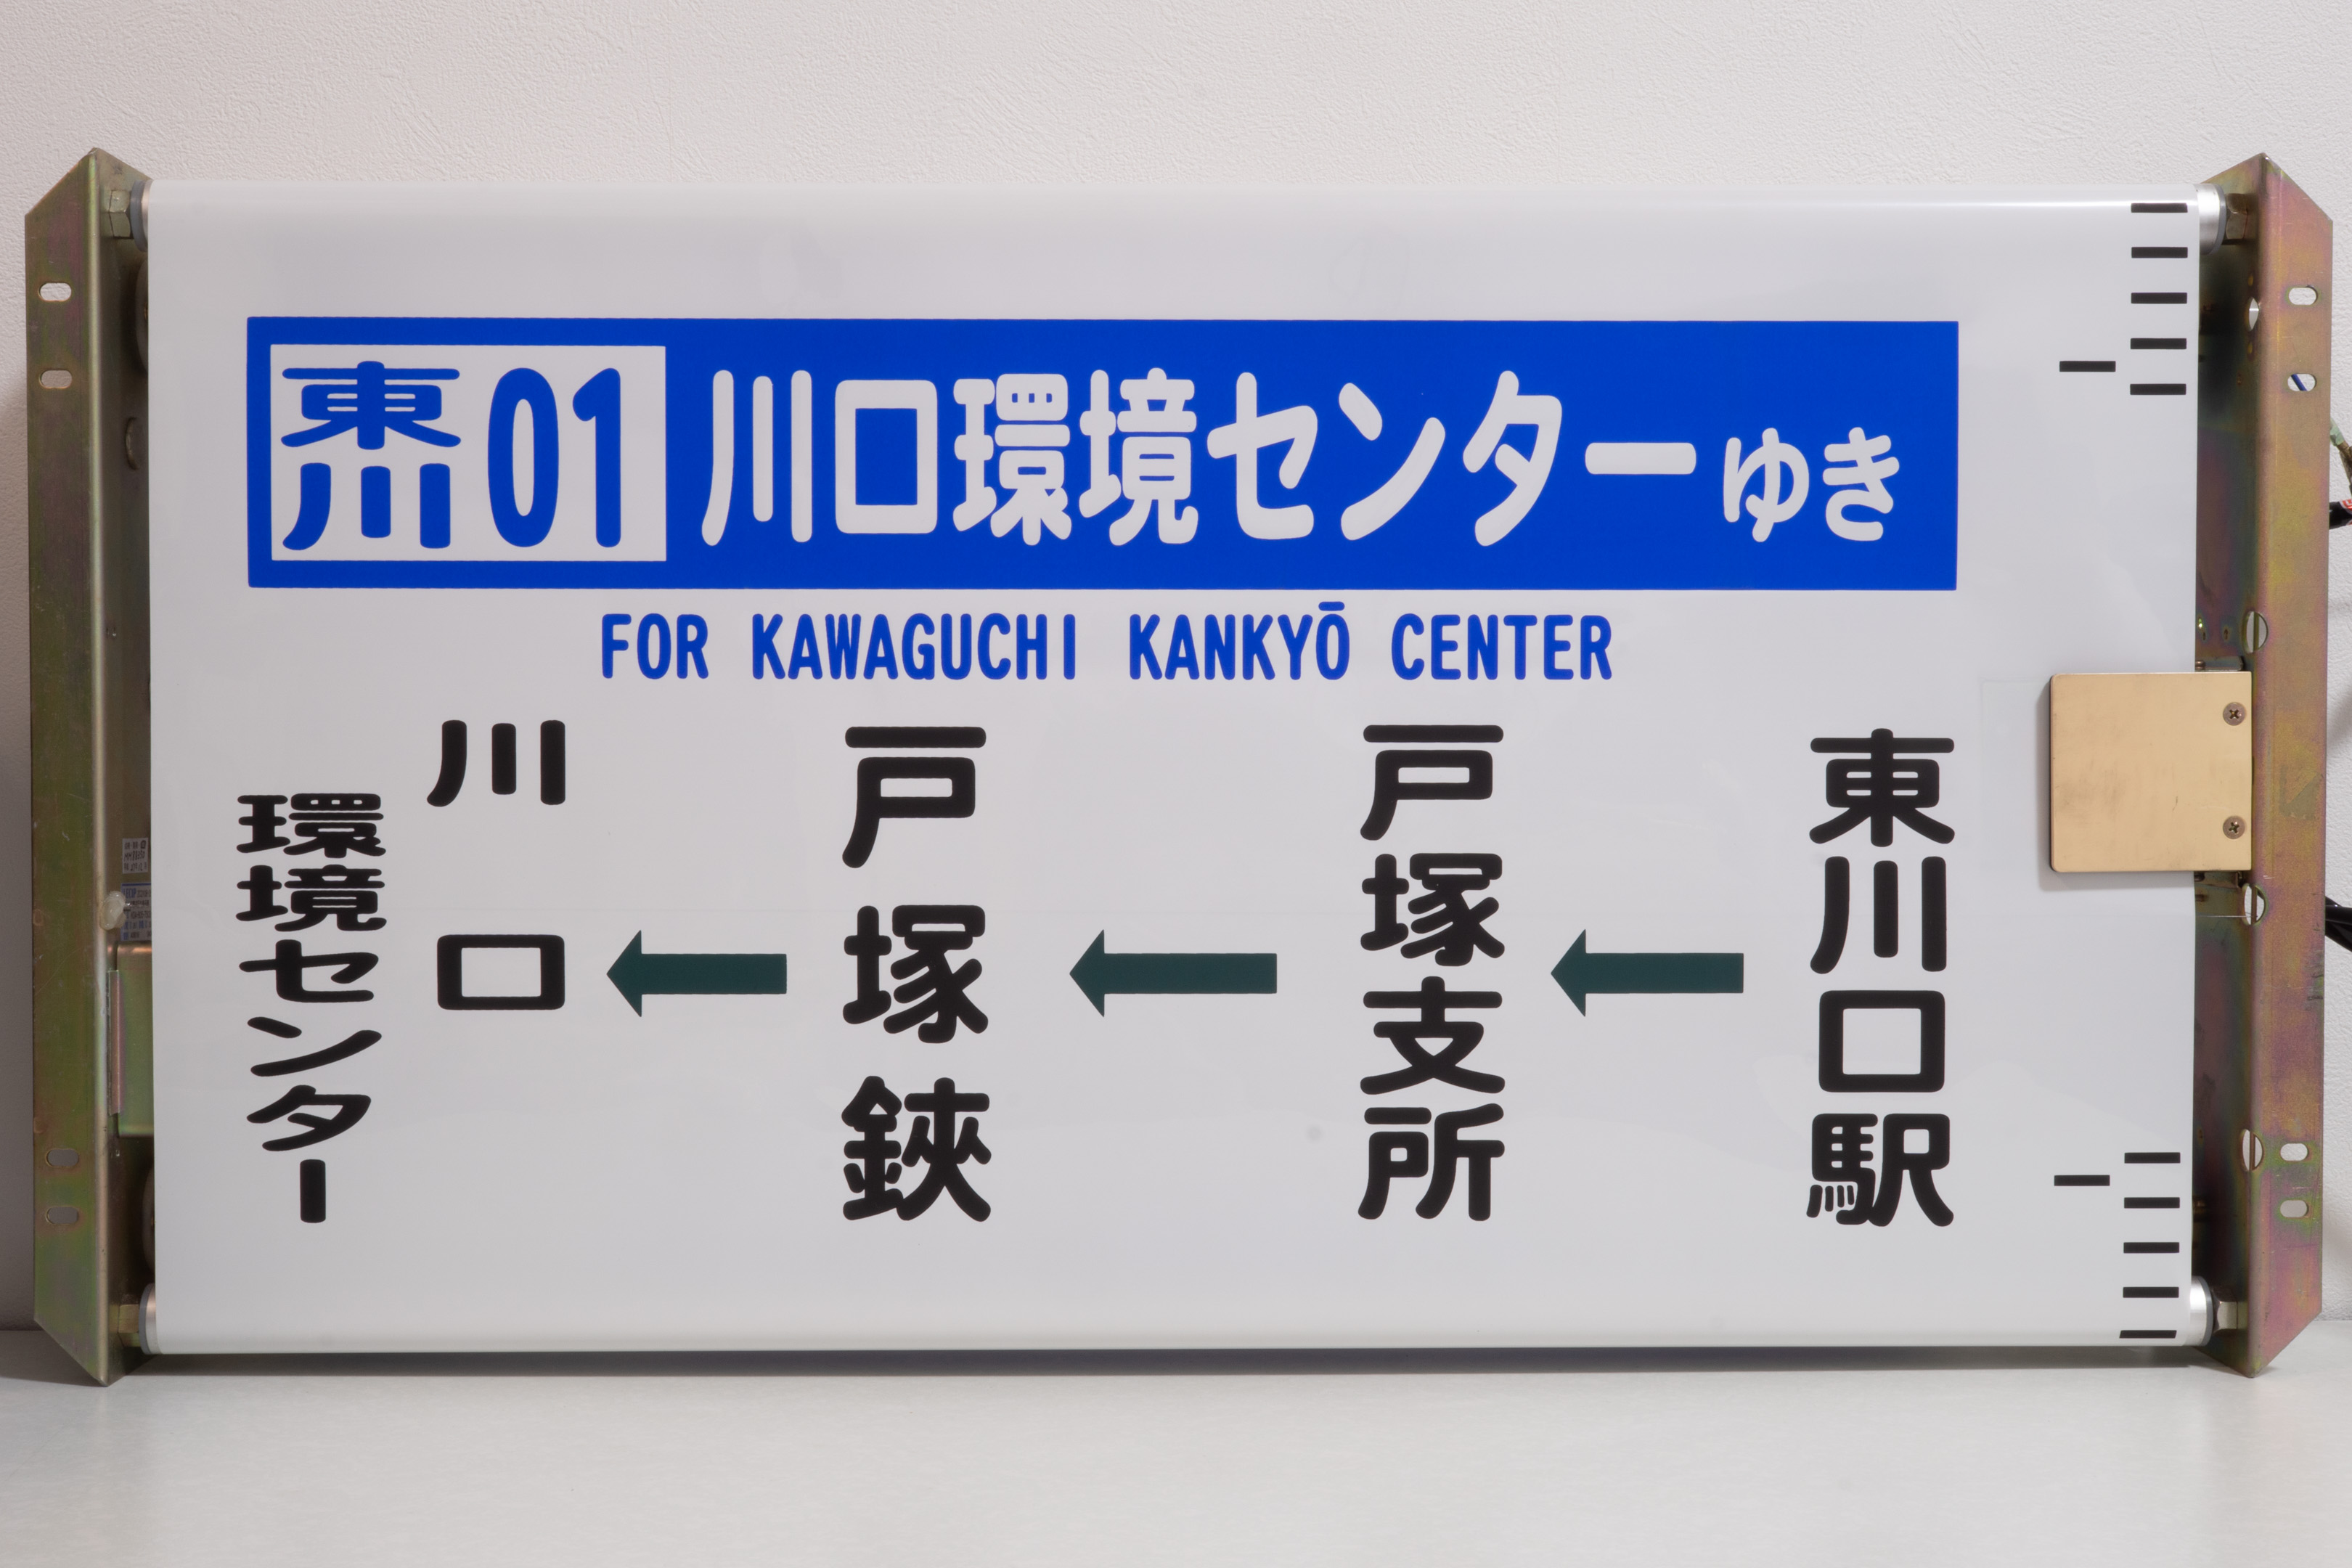 東川01 川口環境センターゆき
FOR KAWAGUCHI KANKYŌ CENTER
東川口駅
←
戸塚支所
←
戸塚鋏
←
川口
環境センター